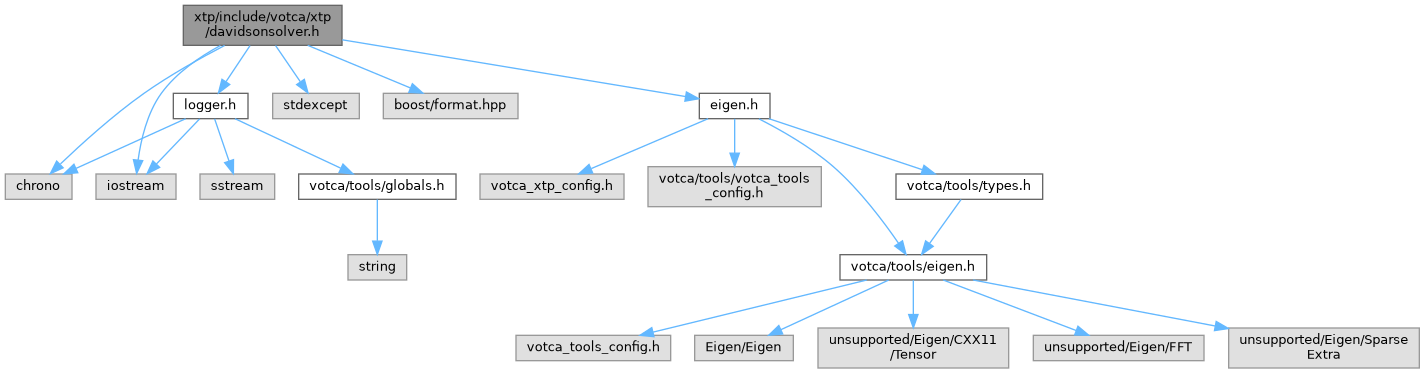 xtp/include/votca/xtp
/davidsonsolver.h
logger.h
stdexcept
boost/format.hpp
eigen.h
chrono
iostream
sstream
votca/tools/globals.h
votca_xtp_config.h
votca/tools/votca_tools
_config.h
votca/tools/types.h
string
votca/tools/eigen.h
votca_tools_config.h
Eigen/Eigen
unsupported/Eigen/CXX11
/Tensor
unsupported/Eigen/FFT
unsupported/Eigen/Sparse
Extra